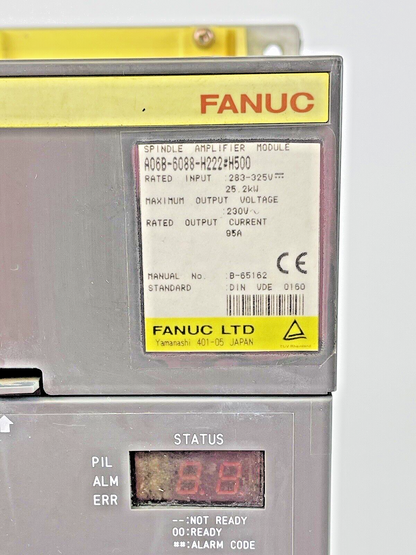 FANUC
SPINDLE AMPLIFIER MODULE
A06B-6088-H222#H500
RATED INPUT :283-325V⎓
25.2kW
MAXIMUM OUTPUT VOLTAGE
:230V~
RATED OUTPUT CURRENT
95A
MANUAL No. :B-65162
STANDARD :DIN VDE 0160
CE
FANUC LTD
Yamanashi 401-05 JAPAN
STATUS
PIL
ALM
ERR
--:NOT READY
00:READY
##:ALARM CODE